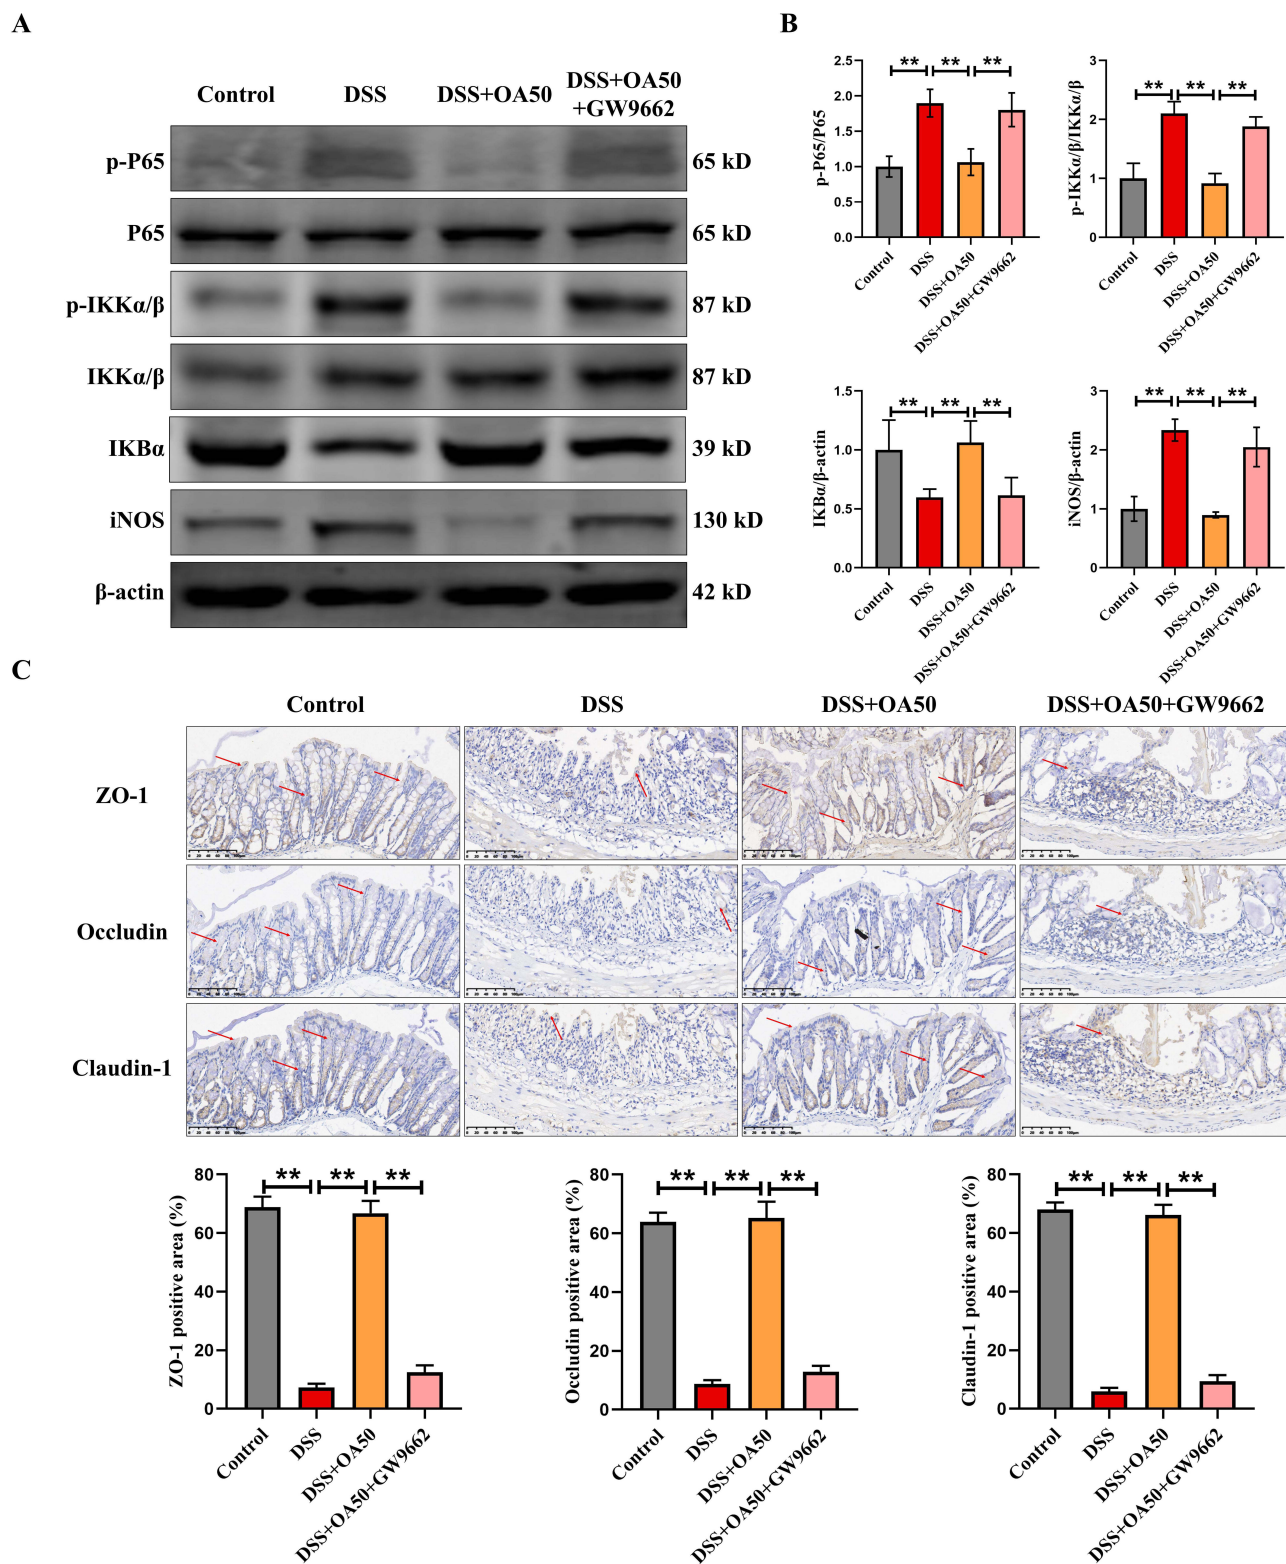 A
Control
DSS
DSS+OA50
DSS+OA50
+GW9662
p-P65
65 kD
P65
65 kD
p-IKKα/β
87 kD
IKKα/β
87 kD
IKBα
39 kD
iNOS
130 kD
β-actin
42 kD
B
p-P65/P65
2.5
2.0
1.5
1.0
0.5
0.0
** ** **
Control
DSS
DSS+OA50
DSS+OA50+GW9662
p-IKKα/β/IKKα/β
3
2
1
0
** ** **
Control
DSS
DSS+OA50
DSS+OA50+GW9662
IKBα/β-actin
1.5
1.0
0.5
0.0
** ** **
Control
DSS
DSS+OA50
DSS+OA50+GW9662
iNOS/β-actin
3
2
1
0
** ** **
Control
DSS
DSS+OA50
DSS+OA50+GW9662
C
Control
DSS
DSS+OA50
DSS+OA50+GW9662
ZO-1
Occludin
Claudin-1
ZO-1 positive area (%)
80
60
40
20
0
** ** **
Control
DSS
DSS+OA50
DSS+OA50+GW9662
Occludin positive area (%)
80
60
40
20
0
** ** **
Control
DSS
DSS+OA50
DSS+OA50+GW9662
Claudin-1 positive area (%)
80
60
40
20
0
** ** **
Control
DSS
DSS+OA50
DSS+OA50+GW9662